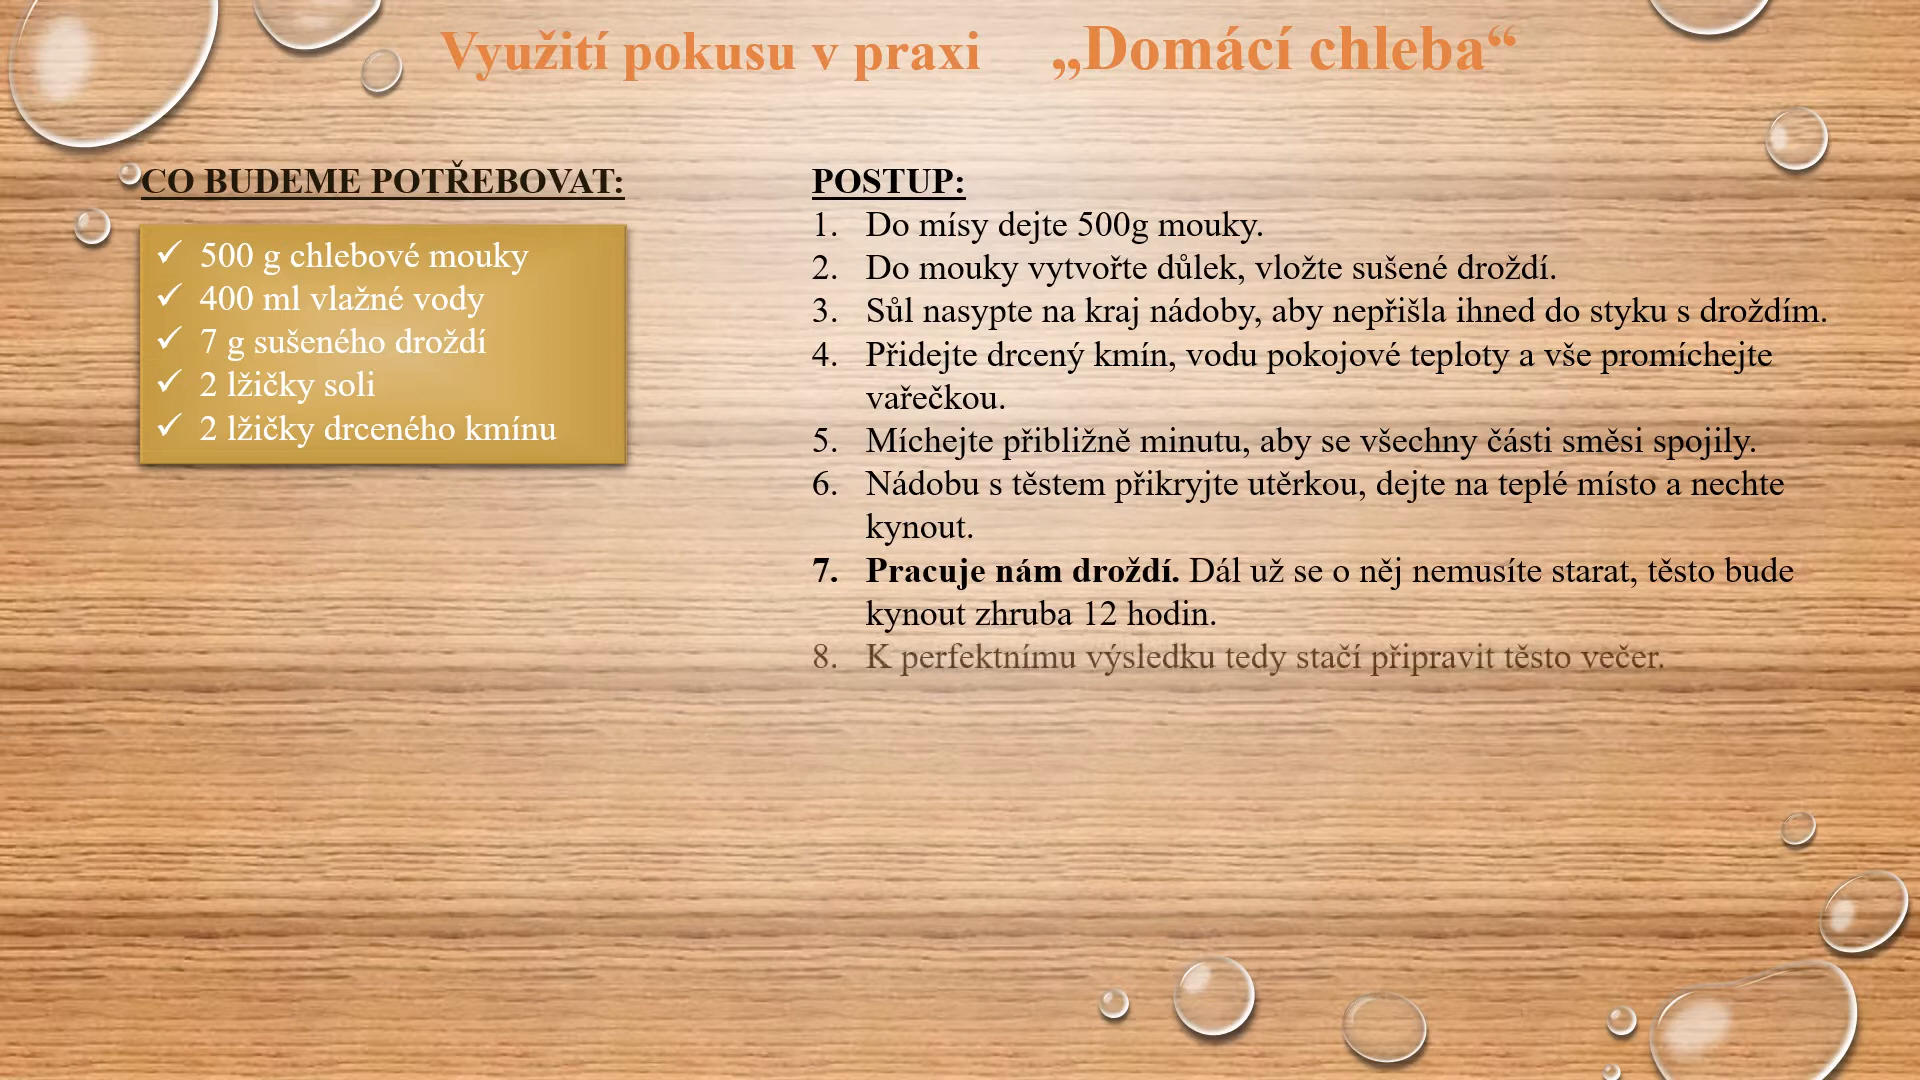 Využití pokusu v praxi „Domácí chleba“
CO BUDEME POTŘEBOVAT:
✓ 500 g chlebové mouky
✓ 400 ml vlažné vody
✓ 7 g sušeného droždí
✓ 2 lžičky soli
✓ 2 lžičky drceného kmínu
POSTUP:
1. Do mísy dejte 500g mouky.
2. Do mouky vytvořte důlek, vložte sušené droždí.
3. Sůl nasypte na kraj nádoby, aby nepřišla ihned do styku s droždím.
4. Přidejte drcený kmín, vodu pokojové teploty a vše promíchejte
vařečkou.
5. Míchejte přibližně minutu, aby se všechny části směsi spojily.
6. Nádobu s těstem přikryjte utěrkou, dejte na teplé místo a nechte
kynout.
7. Pracuje nám droždí. Dál už se o něj nemusíte starat, těsto bude
kynout zhruba 12 hodin.
8. K perfektnímu výsledku tedy stačí připravit těsto večer.